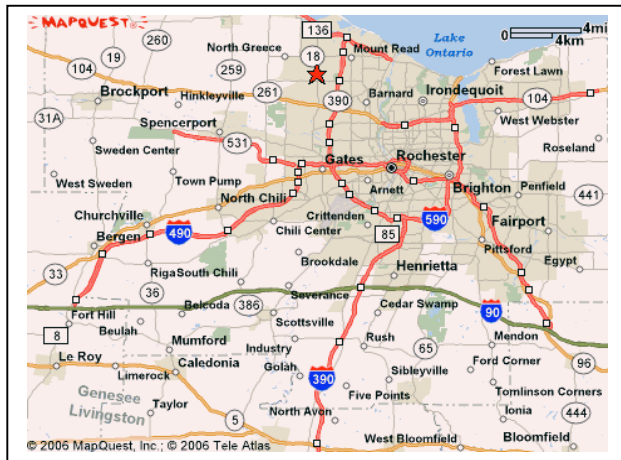 MAPQUEST
136
0 4mi
4km
260
18
Lake
Ontario
19
North Greece
Mount Read
104
259
Forest Lawn
Brockport
Hinkleyville
261
390
Barnard
Irondequoit
104
31A
Spencerport
West Webster
Sweden Center
531
Roseland
Gates
Rochester
West Sweden
Town Pump
Arnett
Brighton
Penfield
441
North Chili
Churchville
Crittenden
590
Fairport
Bergen
490
Chili Center
85
Pittsford
33
Brookdale
Egypt
Riga
South Chili
Henrietta
36
Severance
Fort Hill
Belcoda
386
Cedar Swamp
90
8
Beulah
Scottsville
Mumford
Industry
Rush
65
Mendon
Le Roy
Limerock
Caledonia
Golah
390
Sibleyville
Ford Corner
96
Genesee
Livingston
Taylor
Five Points
Tomlinson Corners
5
North Avon
Ionia
444
West Bloomfield
Bloomfield
© 2006 MapQuest, Inc.; © 2006 Tele Atlas